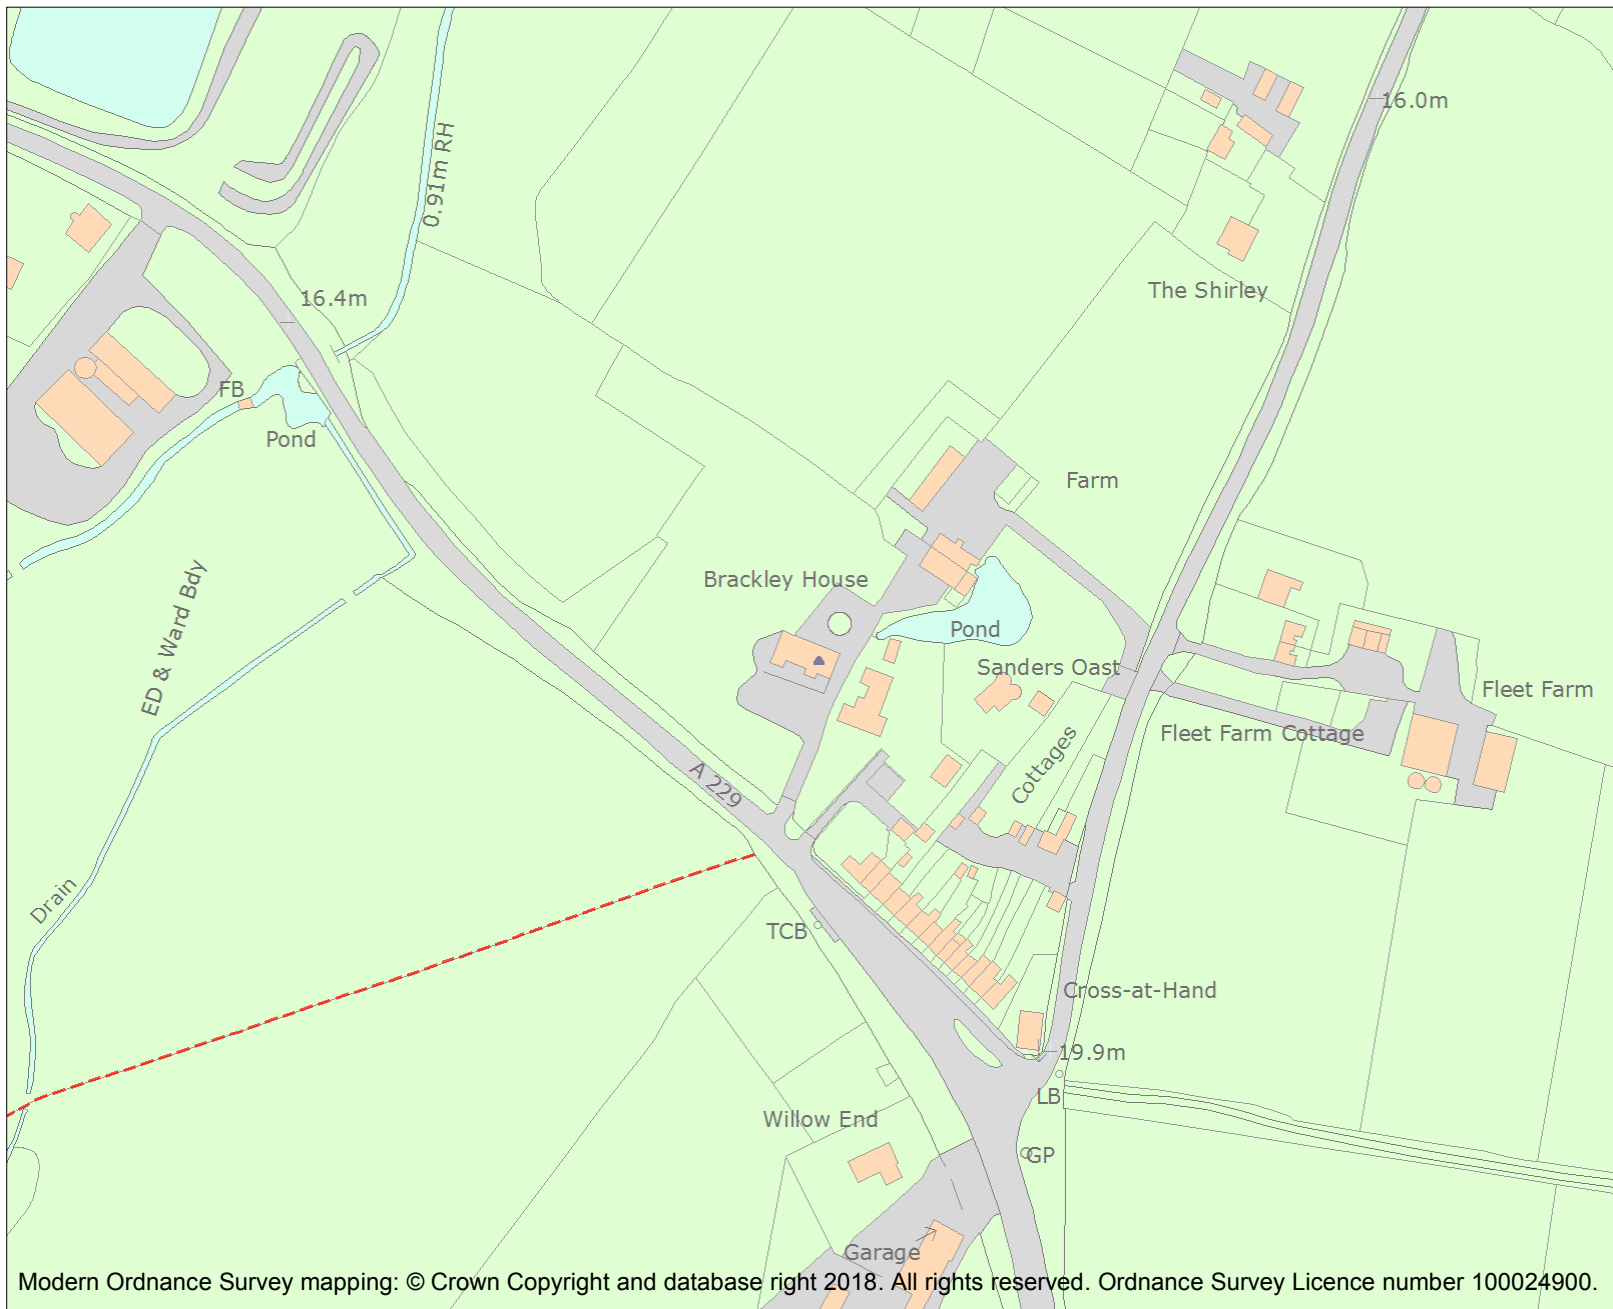 16.0m
0.91m RH
The Shirley
16.4m
FB
Pond
Farm
Brackley House
ED & Ward Bdy
Pond
Sanders Oast
Fleet Farm
Fleet Farm Cottage
Cottages
A 229
Drain
TCB
Cross-at-Hand
19.9m
LB
Willow End
GP
Garage
Modern Ordnance Survey mapping: © Crown Copyright and database right 2018. All rights reserved. Ordnance Survey Licence number 100024900.